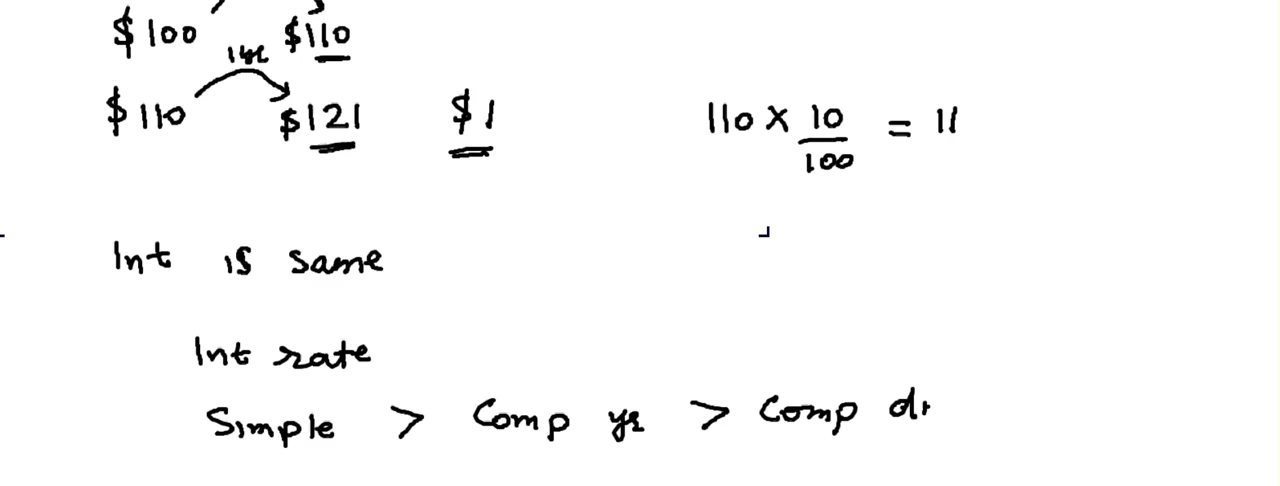 $100 $110
1yr
$110 $121 $1 110 × 10/100 = 11
Int is same
Int rate
Simple > Comp yr > Comp